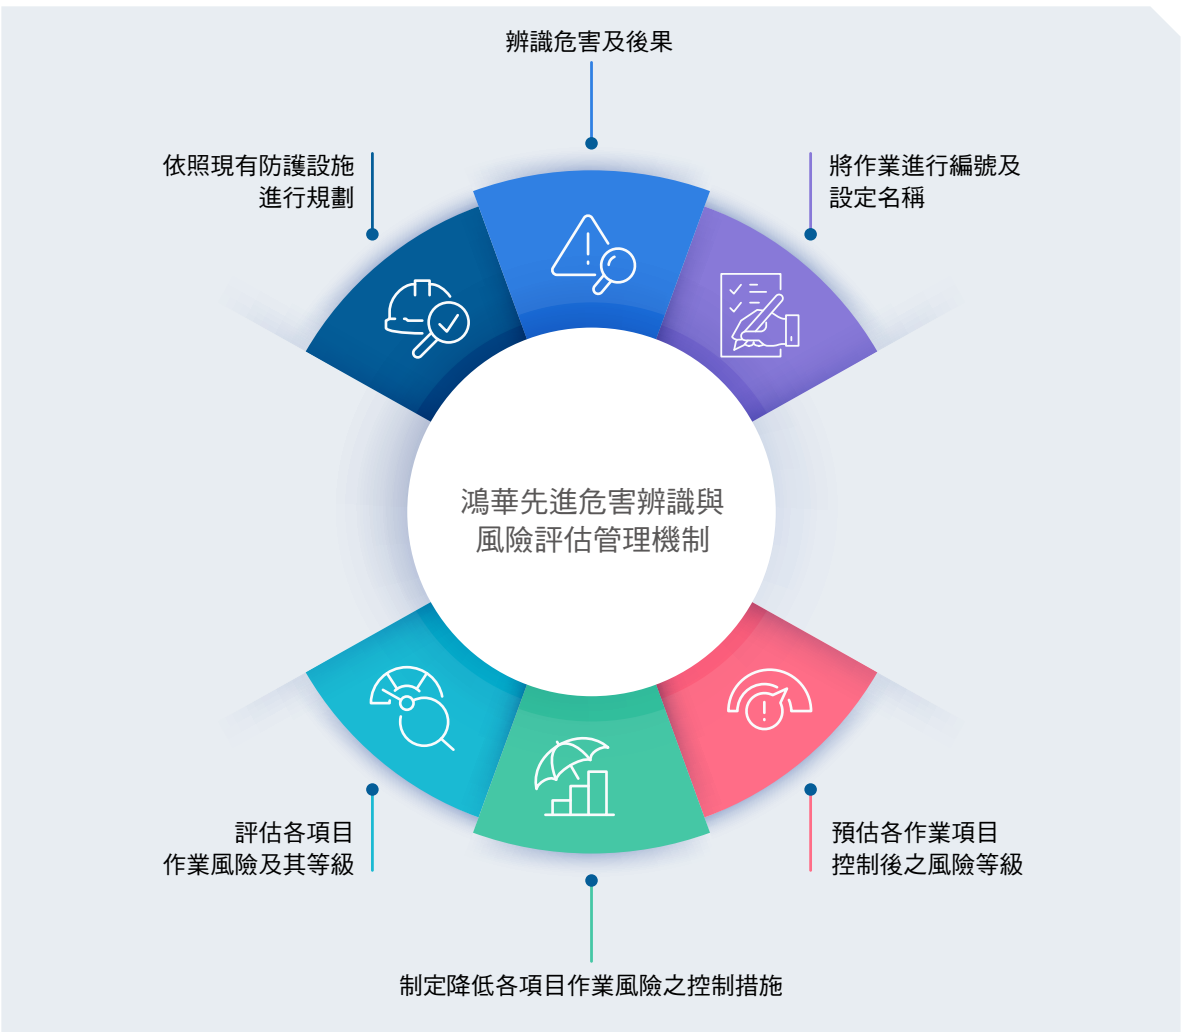 辨識危害及後果
依照現有防護設施
進行規劃
將作業進行編號及
設定名稱
鴻華先進危害辨識與
風險評估管理機制
評估各項目
作業風險及其等級
預估各作業項目
控制後之風險等級
制定降低各項目作業風險之控制措施